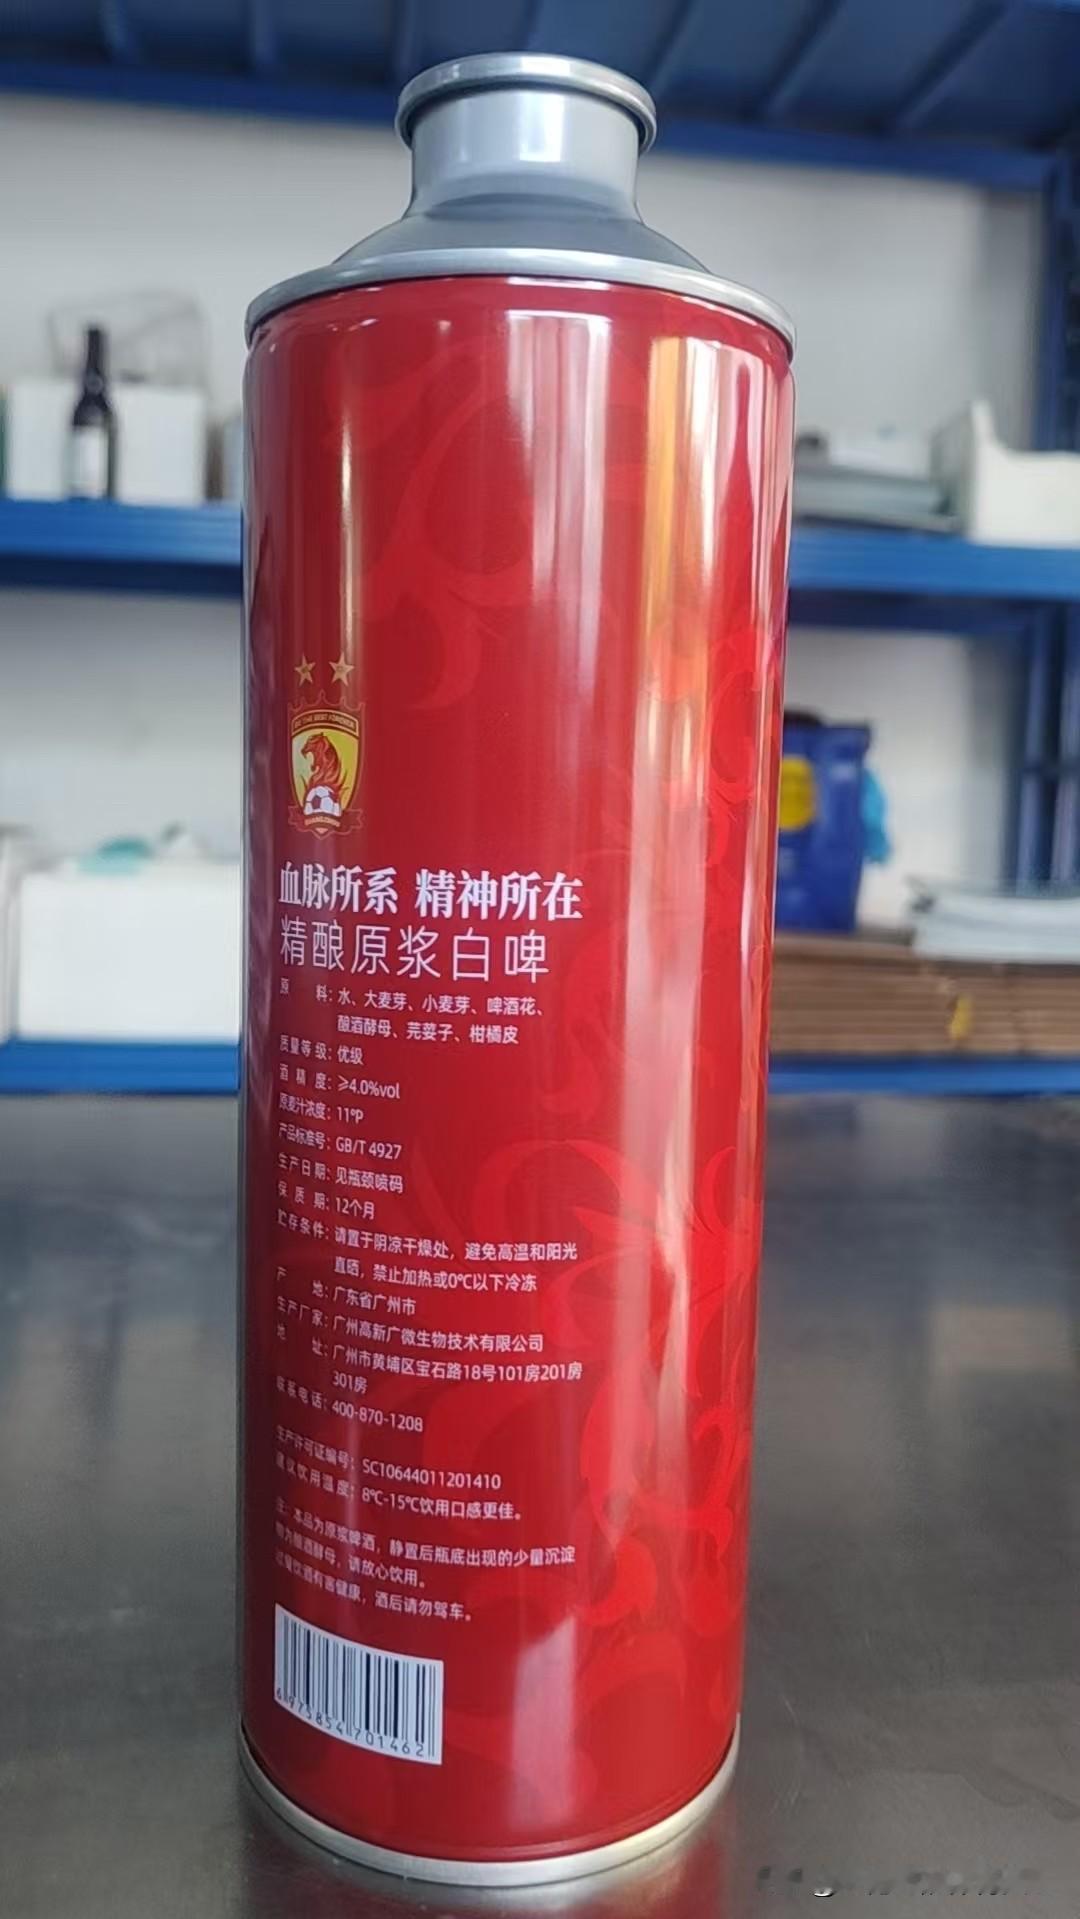 BE THE BEST FOREVER
GUANGZHOU
血脉所系 精神所在
精酿原浆白啤
原 料：水、大麦芽、小麦芽、啤酒花、
酿酒酵母、芫荽子、柑橘皮
质量等级：优级
酒精度：≥4.0%vol
原麦汁浓度：11°P
产品标准号：GB/T 4927
生产日期：见瓶颈喷码
保质期：12个月
贮存条件：请置于阴凉干燥处，避免高温和阳光
直晒，禁止加热或0℃以下冷冻
产 地：广东省广州市
生产厂家：广州高新广微生物技术有限公司
地 址：广州市黄埔区宝石路18号101房201房
301房
联系电话：400-870-1208
生产许可证编号：SC10644011201410
建议饮用温度：8℃-15℃饮用口感更佳。
注：本品为原浆啤酒，静置后瓶底出现的少量沉淀
物为酿酒酵母，请放心饮用。
过量饮酒有害健康，酒后请勿驾车。
6 975854 701462